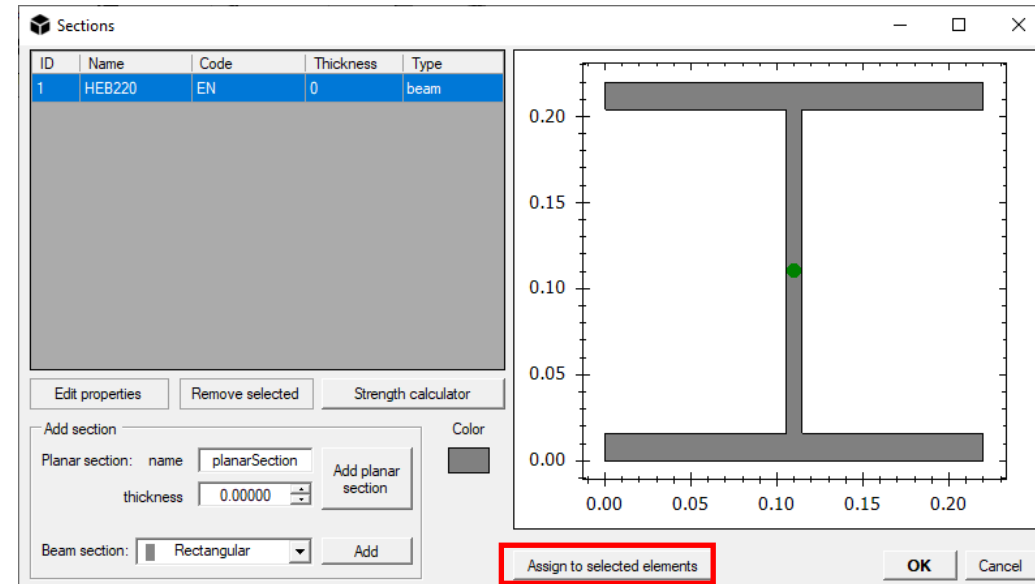 Sections
ID Name Code Thickness Type
1 HEB220 EN 0 beam
Edit properties Remove selected Strength calculator
Add section
Color
Planar section: name planarSection
Add planar section
thickness 0.00000
Beam section: Rectangular Add
0.20
0.15
0.10
0.05
0.00
0.00 0.05 0.10 0.15 0.20
Assign to selected elements OK Cancel